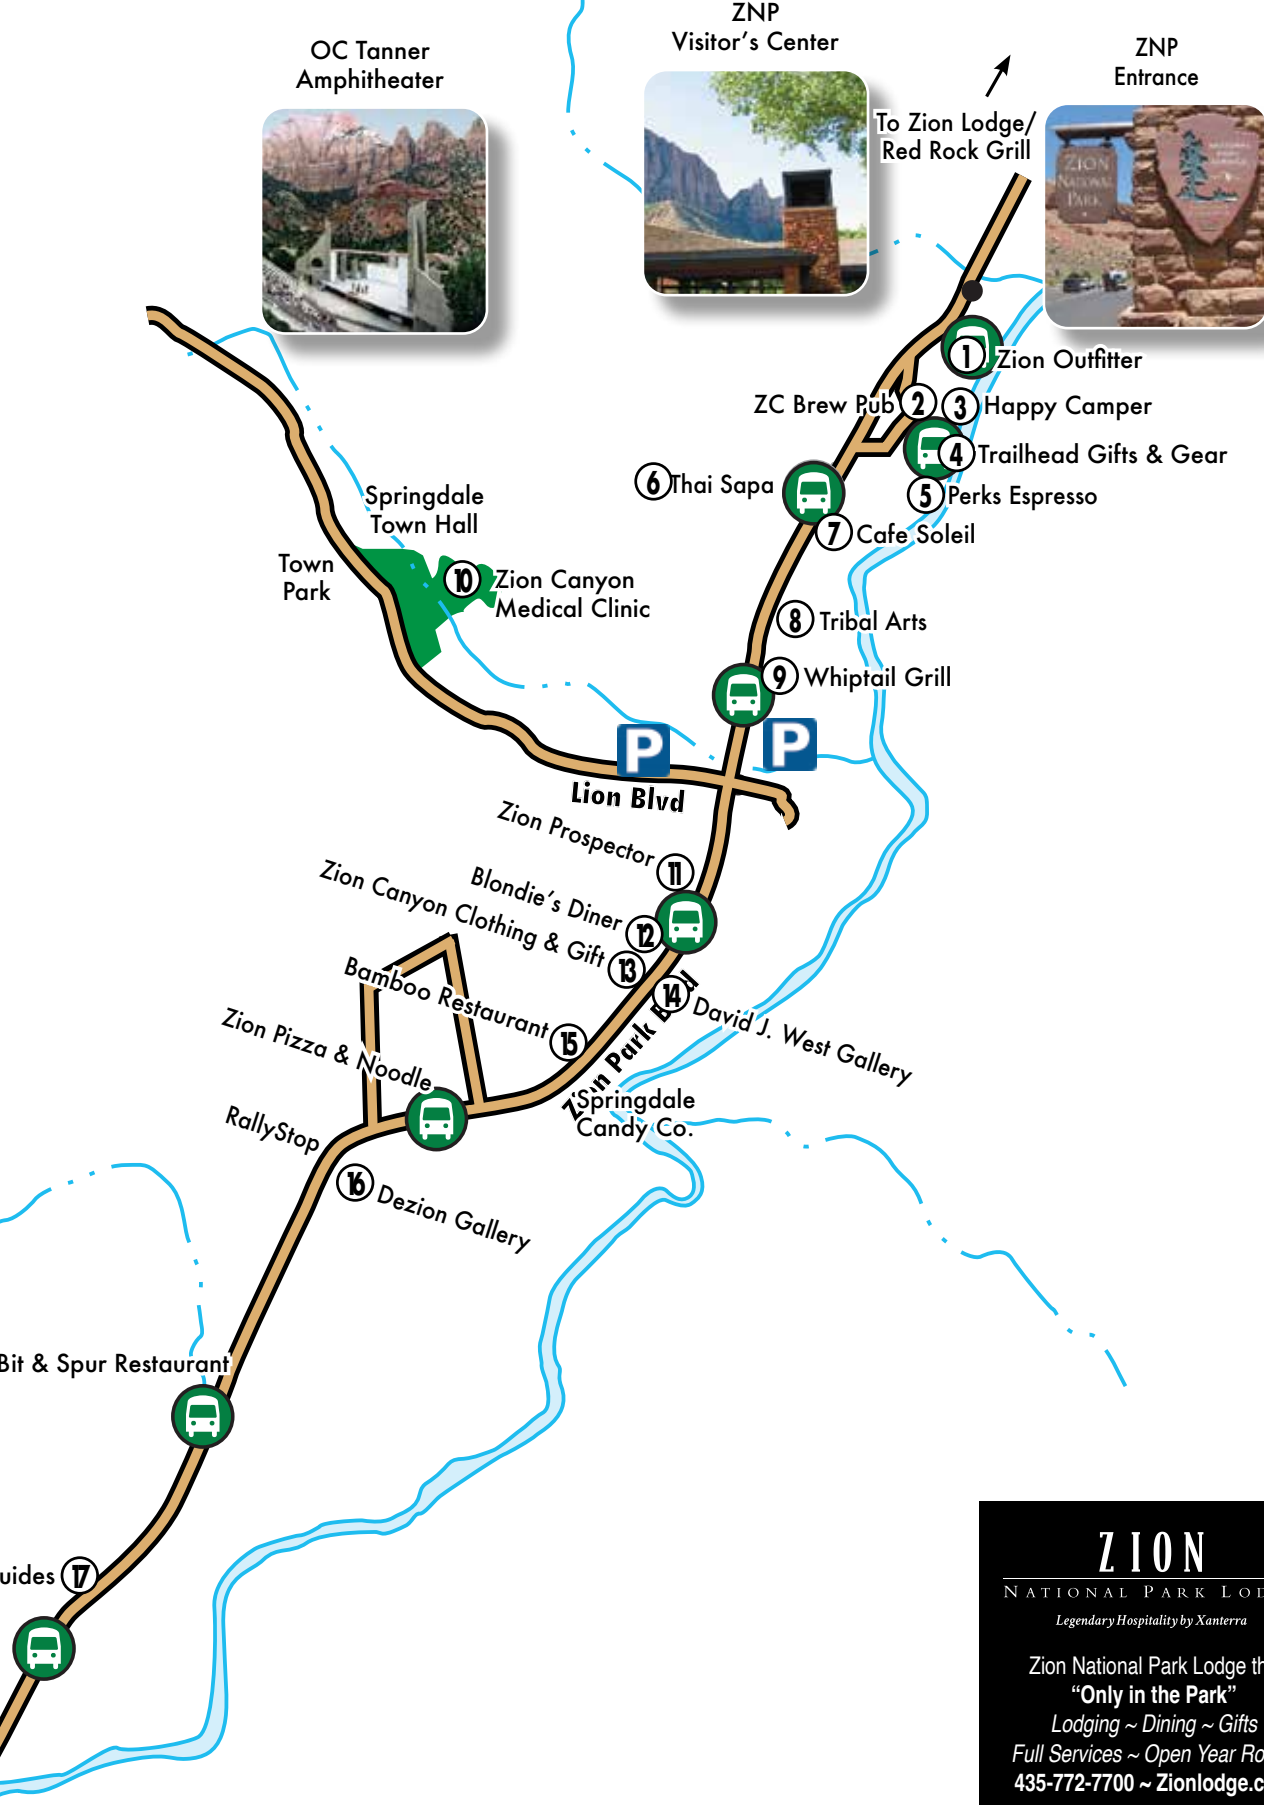 ZNP
Visitor's Center
OC Tanner
Amphitheater
ZNP
Entrance
To Zion Lodge/
Red Rock Grill
ZION
NATIONAL
PARK
1 Zion Outfitter
ZC Brew Pub 2
3 Happy Camper
4 Trailhead Gifts & Gear
5 Perks Espresso
6 Thai Sapa
7 Cafe Soleil
Springdale
Town Hall
Town
Park
10 Zion Canyon
Medical Clinic
8 Tribal Arts
9 Whiptail Grill
P
P
Lion Blvd
Zion Prospector 11
Blondie's Diner 12
Zion Canyon Clothing & Gift 13
14 David J. West Gallery
Bamboo Restaurant 15
Zion Park
Zion Pizza & Noodle
Springdale
Candy Co.
RallyStop
16 Dezion Gallery
Bit & Spur Restaurant
uides 17
ZION
NATIONAL PARK LOD
Legendary Hospitality by Xanterra
Zion National Park Lodge th
“Only in the Park”
Lodging ~ Dining ~ Gifts
Full Services ~ Open Year Ro
435-772-7700 ~ Zionlodge.c